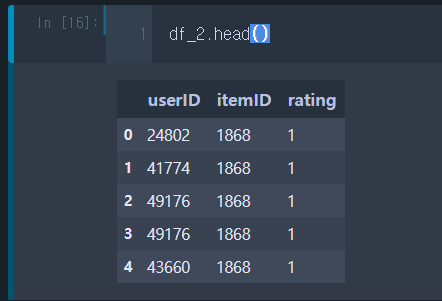 In [16]:
1 df_2.head()
userID itemID rating
0 24802 1868 1
1 41774 1868 1
2 49176 1868 1
3 49176 1868 1
4 43660 1868 1